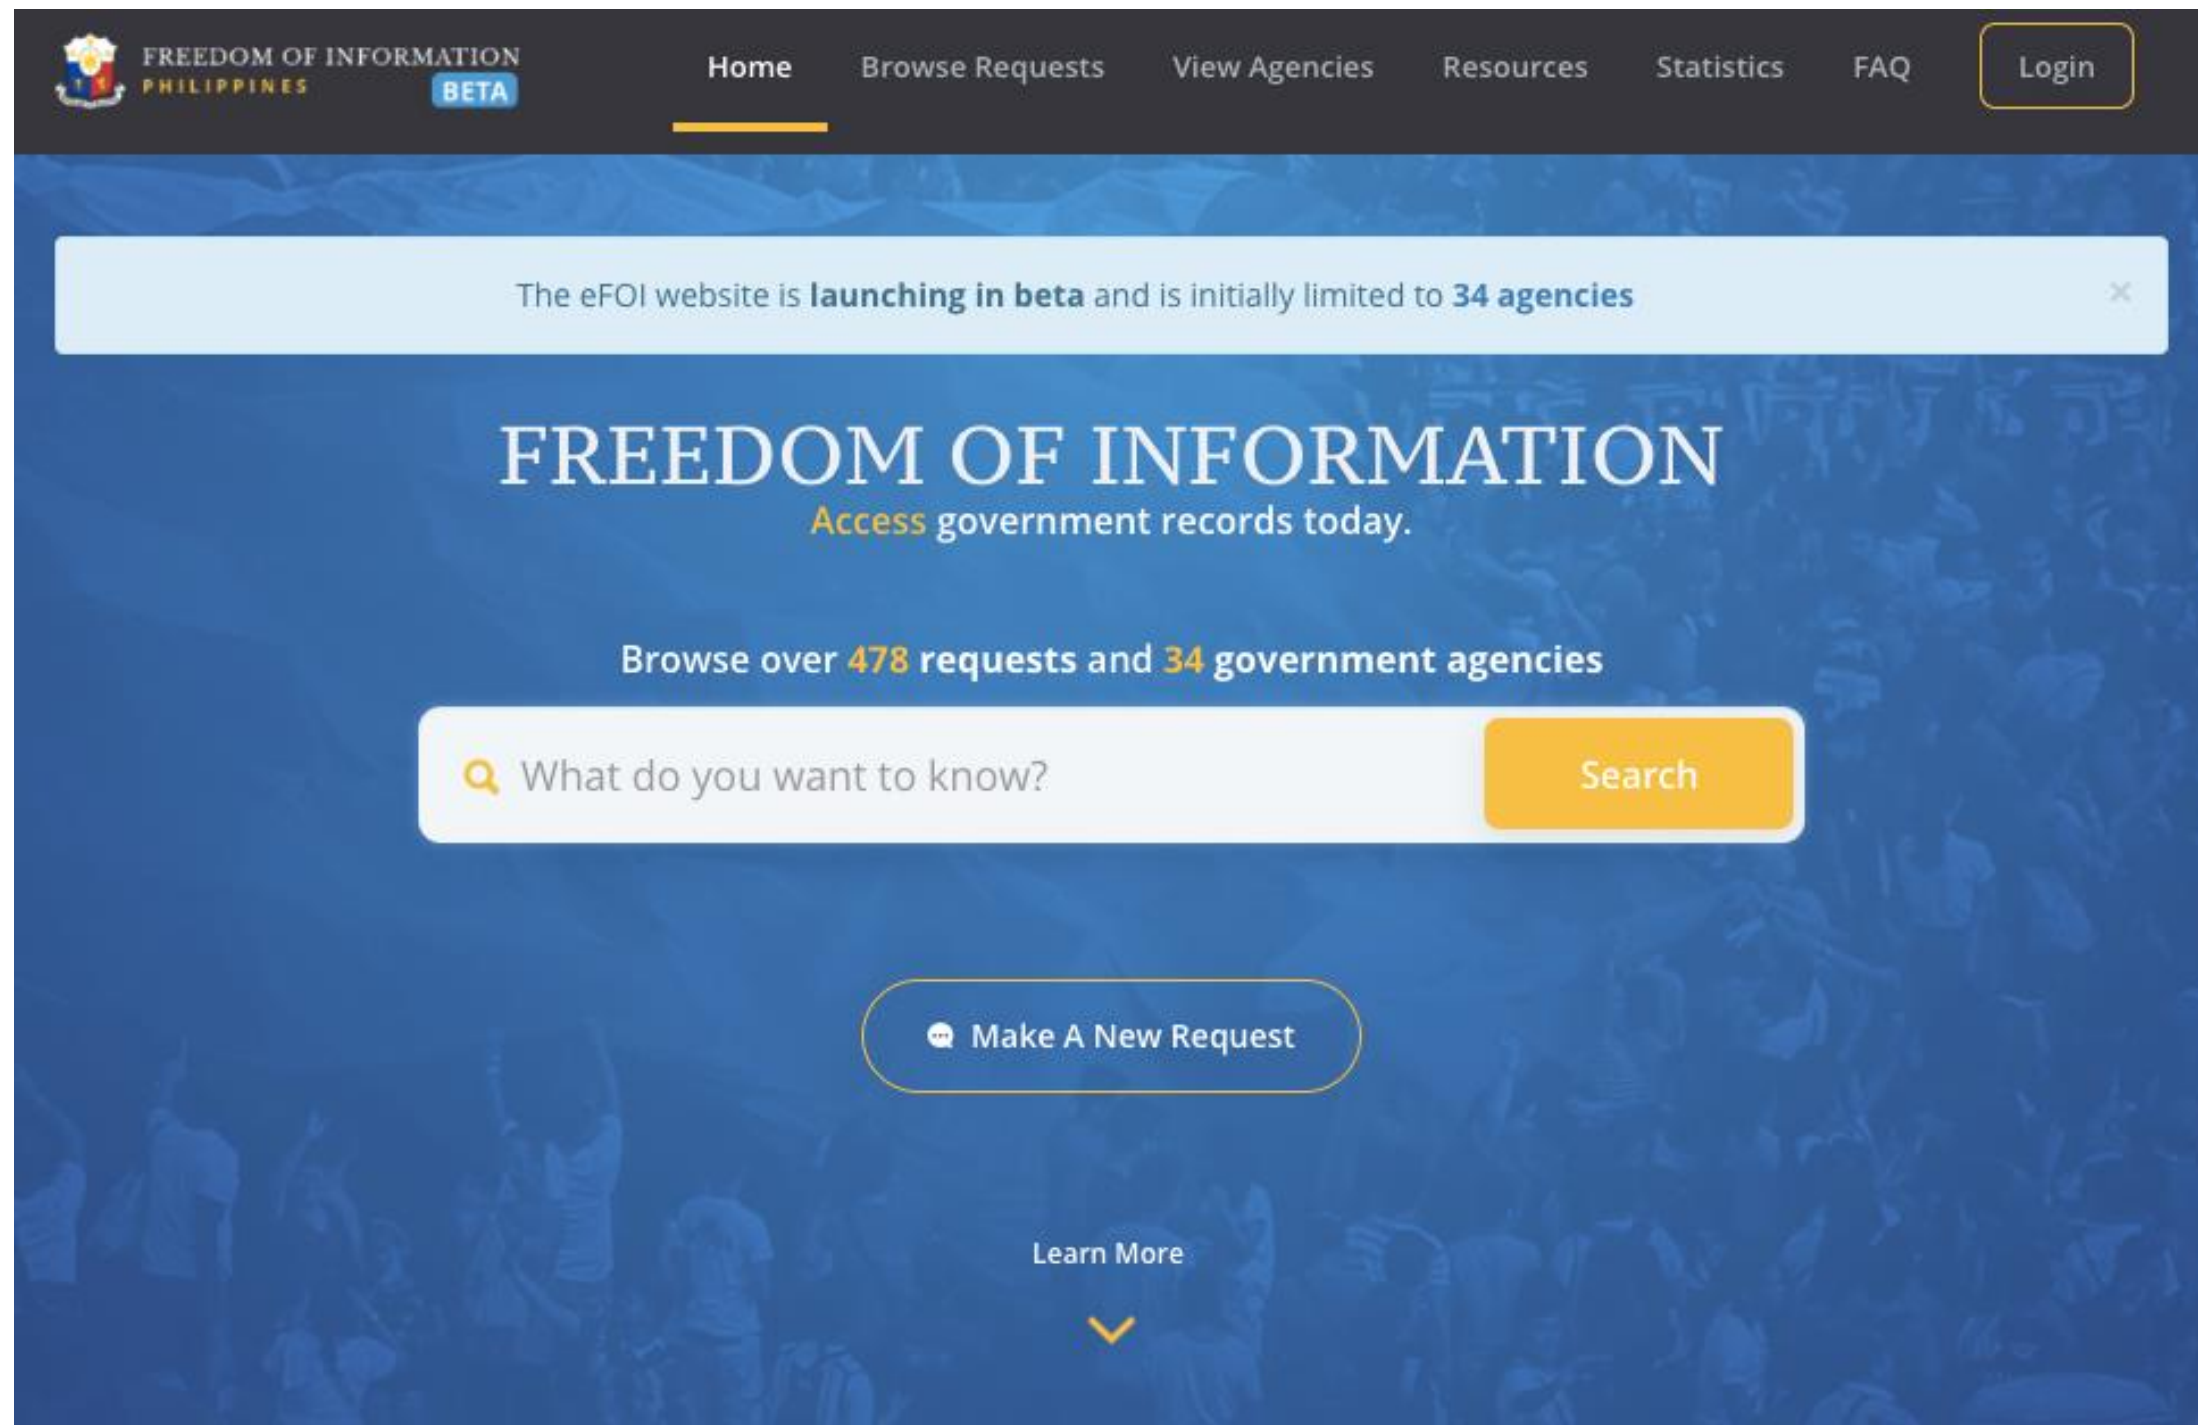 FREEDOM OF INFORMATION
PHILIPPINES
BETA
Home
Browse Requests
View Agencies
Resources
Statistics
FAQ
Login
The eFOI website is launching in beta and is initially limited to 34 agencies
×
FREEDOM OF INFORMATION
Access government records today.
Browse over 478 requests and 34 government agencies
What do you want to know?
Search
Make A New Request
Learn More